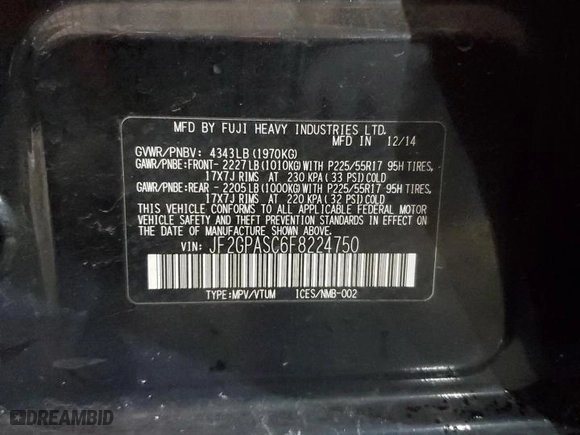 MFD BY FUJI HEAVY INDUSTRIES LTD.
MFD IN 12/14
GVWR/PNBV: 4343LB(1970KG)
GAWR/PNBE:FRONT- 2227LB(1010KG)WITH P225/55R17 95H TIRES,
17X7J RIMS AT 230 KPA(33 PSI)COLD
GAWR/PNBE:REAR - 2205LB(1000KG)WITH P225/55R17 95H TIRES,
17X7J RIMS AT 220 KPA(32 PSI)COLD
THIS VEHICLE CONFORMS TO ALL APPLICABLE FEDERAL MOTOR
VEHICLE SAFETY AND THEFT PREVENTION STANDARDS IN EFFECT
ON THE DATE OF MANUFACTURE SHOWN ABOVE.
VIN: JF2GPASC6F8224750
TYPE:MPV/VTUM ICES/NMB-002
DREAMBID